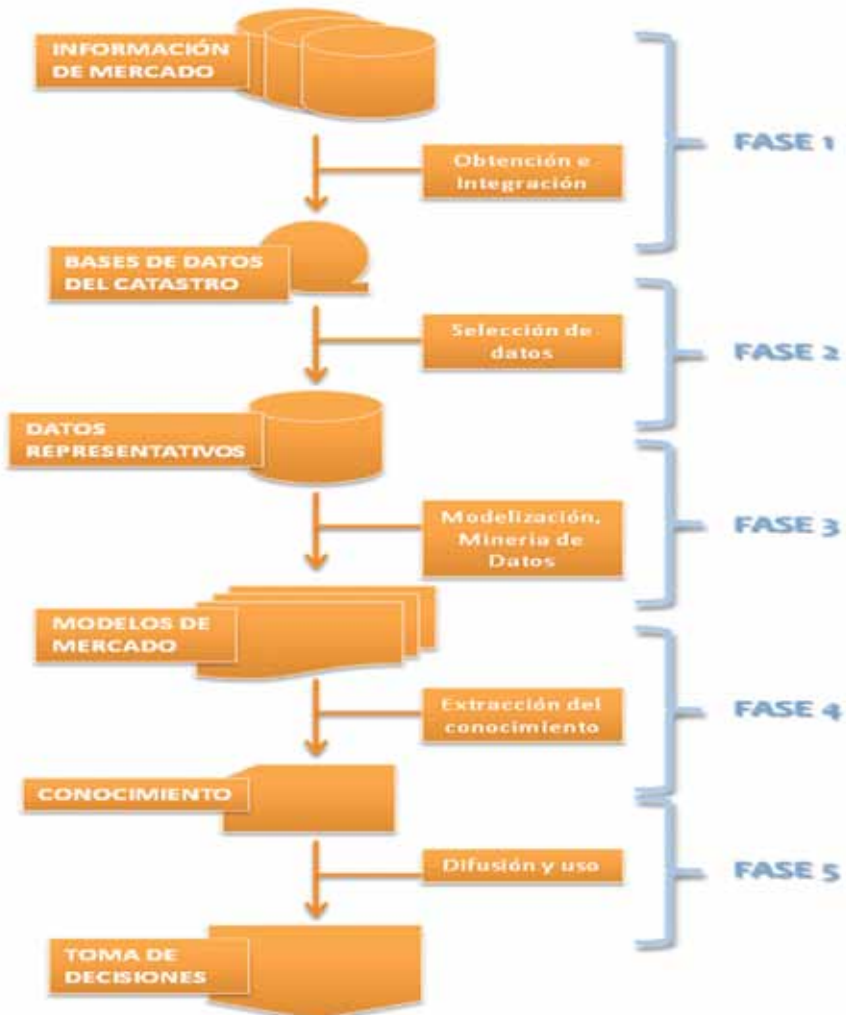 INFORMACIÓN
DE MERCADO
FASE 1
Obtención e
Integración
BASES DE DATOS
DEL CATASTRO
Selección de
datos
FASE 2
DATOS
REPRESENTATIVOS
Modelización,
Mineria de
Datos
FASE 3
MODELOS DE
MERCADO
Extracción del
conocimiento
FASE 4
CONOCIMIENTO
Difusión y uso
FASE 5
TOMA DE
DECISIONES